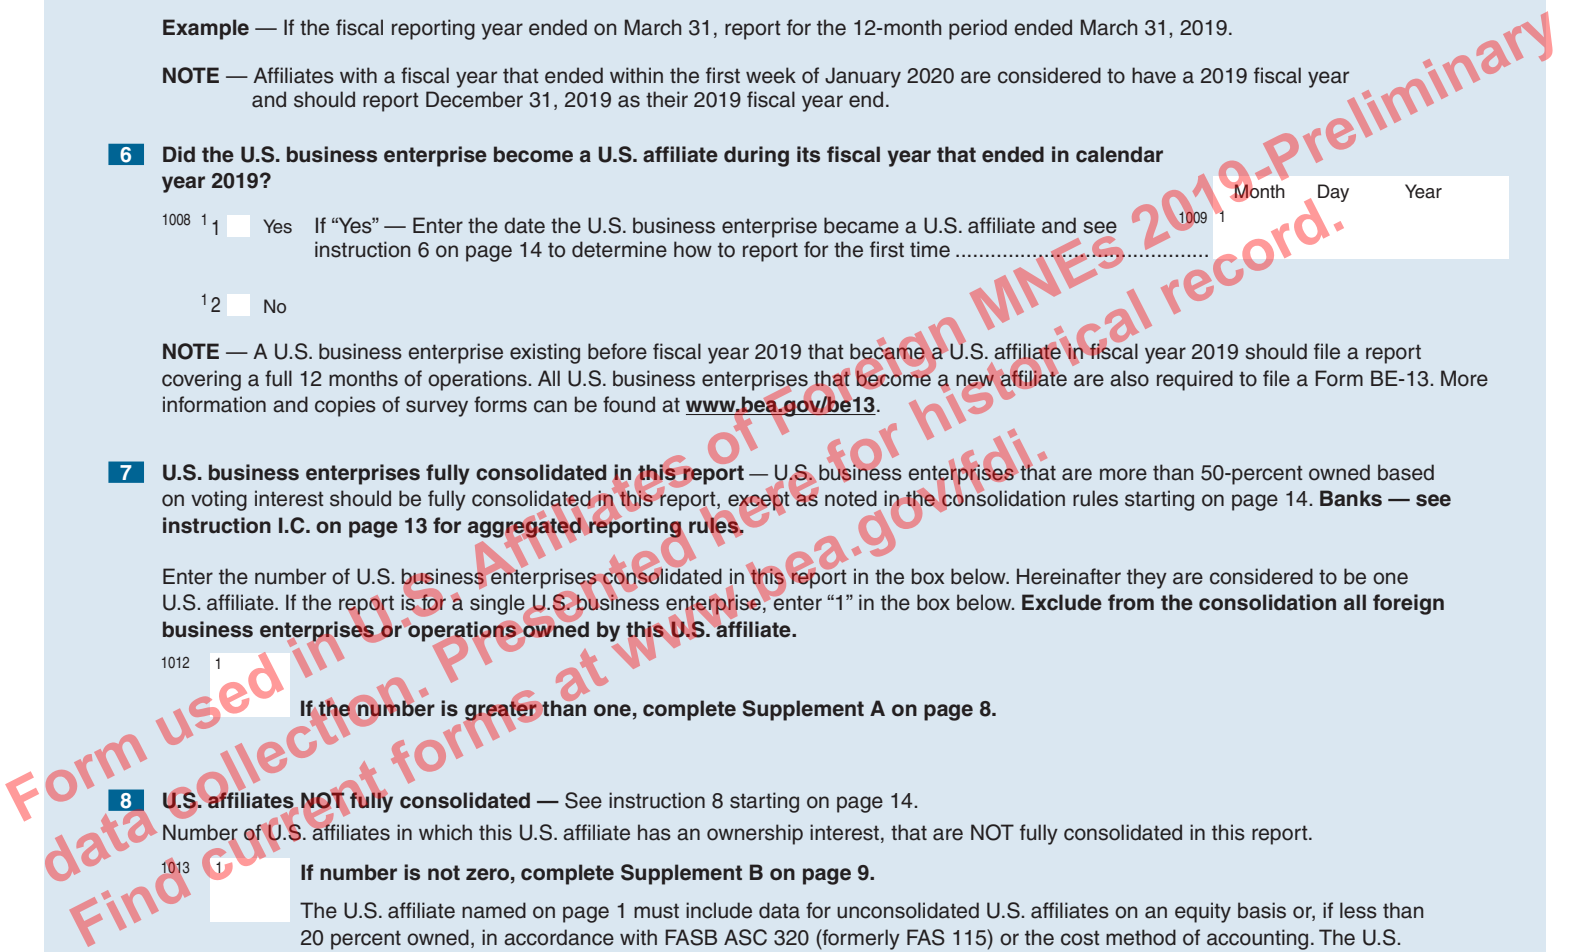 Example — If the fiscal reporting year ended on March 31, report for the 12-month period ended March 31, 2019.
NOTE — Affiliates with a fiscal year that ended within the first week of January 2020 are considered to have a 2019 fiscal year
and should report December 31, 2019 as their 2019 fiscal year end.
6 Did the U.S. business enterprise become a U.S. affiliate during its fiscal year that ended in calendar
year 2019?
Month Day Year
1008 1 1 Yes If “Yes” — Enter the date the U.S. business enterprise became a U.S. affiliate and see 1009 1
instruction 6 on page 14 to determine how to report for the first time ...........................................
1 2 No
NOTE — A U.S. business enterprise existing before fiscal year 2019 that became a U.S. affiliate in fiscal year 2019 should file a report
covering a full 12 months of operations. All U.S. business enterprises that become a new affiliate are also required to file a Form BE-13. More
information and copies of survey forms can be found at www.bea.gov/be13.
7 U.S. business enterprises fully consolidated in this report — U.S. business enterprises that are more than 50-percent owned based
on voting interest should be fully consolidated in this report, except as noted in the consolidation rules starting on page 14. Banks — see
instruction I.C. on page 13 for aggregated reporting rules.
Enter the number of U.S. business enterprises consolidated in this report in the box below. Hereinafter they are considered to be one
U.S. affiliate. If the report is for a single U.S. business enterprise, enter “1” in the box below. Exclude from the consolidation all foreign
business enterprises or operations owned by this U.S. affiliate.
1012 1
If the number is greater than one, complete Supplement A on page 8.
8 U.S. affiliates NOT fully consolidated — See instruction 8 starting on page 14.
Number of U.S. affiliates in which this U.S. affiliate has an ownership interest, that are NOT fully consolidated in this report.
1013 1
If number is not zero, complete Supplement B on page 9.
The U.S. affiliate named on page 1 must include data for unconsolidated U.S. affiliates on an equity basis or, if less than
20 percent owned, in accordance with FASB ASC 320 (formerly FAS 115) or the cost method of accounting. The U.S.
Form used in U.S. Affiliates of Foreign MNEs 2019-Preliminary
data collection. Presented here for historical record.
Find current forms at www.bea.gov/fdi.